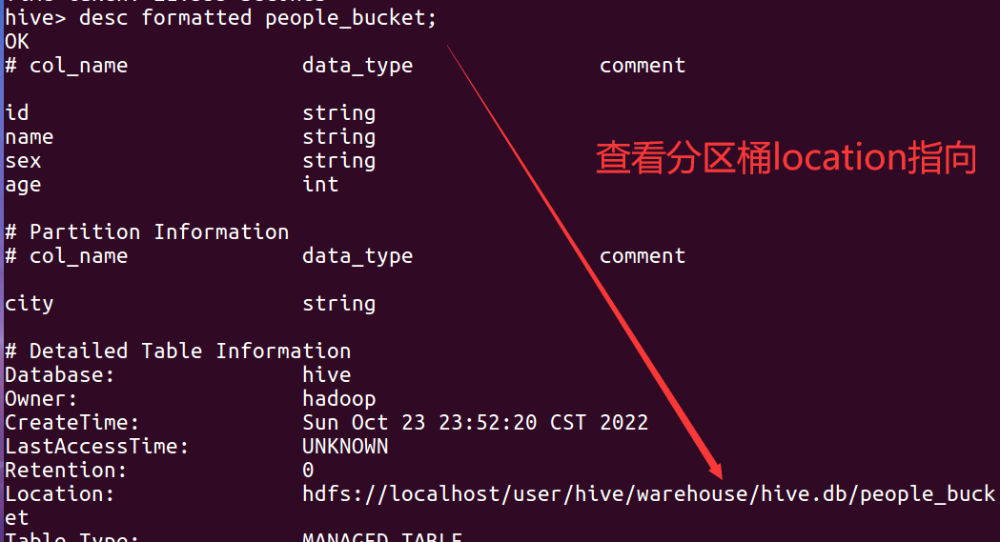 hive> desc formatted people_bucket;
OK
# col_name data_type comment
id string
name string
sex string
age int
查看分区桶location指向
# Partition Information
# col_name data_type comment
city string
# Detailed Table Information
Database: hive
Owner: hadoop
CreateTime: Sun Oct 23 23:52:20 CST 2022
LastAccessTime: UNKNOWN
Retention: 0
Location: hdfs://localhost/user/hive/warehouse/hive.db/people_buck
et
Table Type: MANAGED_TABLE